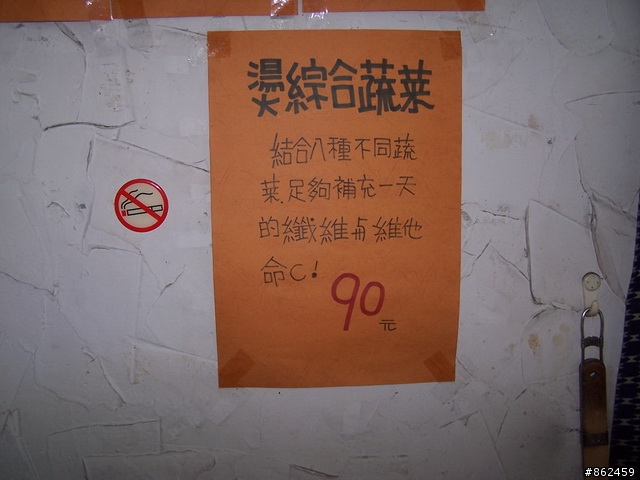 燙綜合蔬菜
結合八種不同蔬
菜,足夠補充一天
的纖維舟維他
命C!
90
元
#862459